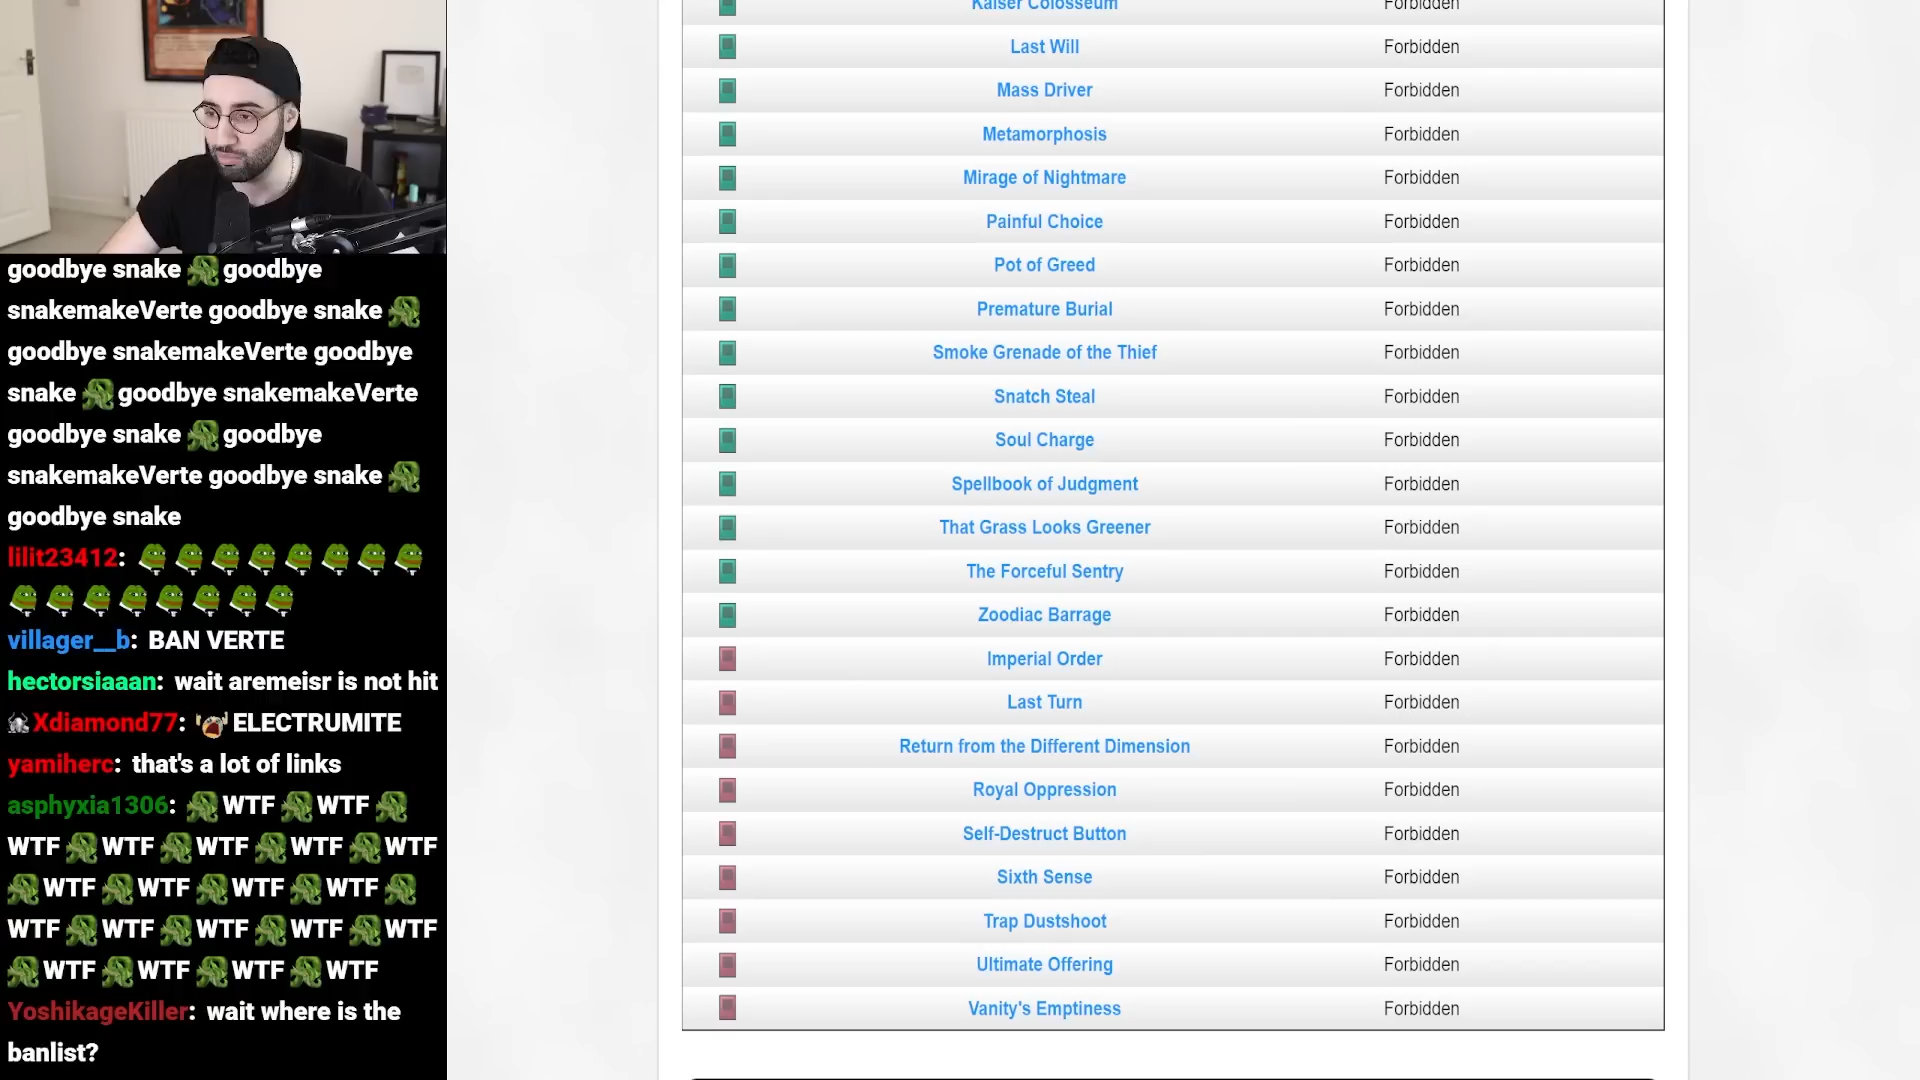 goodbye snake goodbye
snakemakeVerte goodbye snake
goodbye snakemakeVerte goodbye
snake goodbye snakemakeVerte
goodbye snake goodbye
snakemakeVerte goodbye snake
goodbye snake
lilit23412:
villager__b: BAN VERTE
hectorsiaaan: wait aremeisr is not hit
Xdiamond77: ELECTRUMITE
yamiherc: that's a lot of links
asphyxia1306: WTF WTF
WTF WTF WTF WTF WTF
WTF WTF WTF WTF
WTF WTF WTF WTF WTF
WTF WTF WTF WTF
YoshikageKiller: wait where is the
banlist?
Kaiser Colosseum Forbidden
Last Will Forbidden
Mass Driver Forbidden
Metamorphosis Forbidden
Mirage of Nightmare Forbidden
Painful Choice Forbidden
Pot of Greed Forbidden
Premature Burial Forbidden
Smoke Grenade of the Thief Forbidden
Snatch Steal Forbidden
Soul Charge Forbidden
Spellbook of Judgment Forbidden
That Grass Looks Greener Forbidden
The Forceful Sentry Forbidden
Zoodiac Barrage Forbidden
Imperial Order Forbidden
Last Turn Forbidden
Return from the Different Dimension Forbidden
Royal Oppression Forbidden
Self-Destruct Button Forbidden
Sixth Sense Forbidden
Trap Dustshoot Forbidden
Ultimate Offering Forbidden
Vanity's Emptiness Forbidden